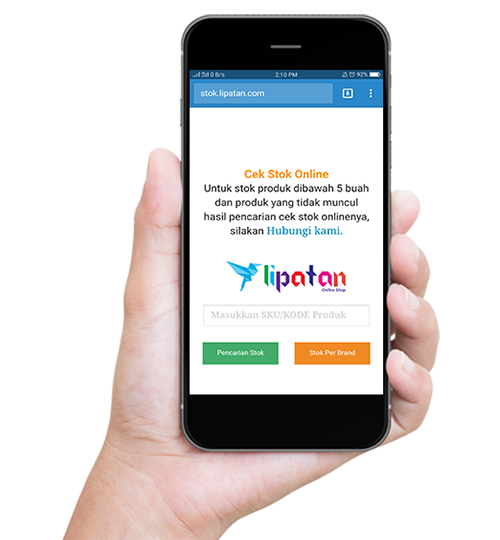 0 B/s 2:10 PM 92%
stok.lipatan.com
Cek Stok Online
Untuk stok produk dibawah 5 buah
dan produk yang tidak muncul
hasil pencarian cek stok onlinenya,
silakan Hubungi kami.
lipatan
Online Shop
Masukkan SKU/KODE Produk
Pencarian Stok Stok Per Brand